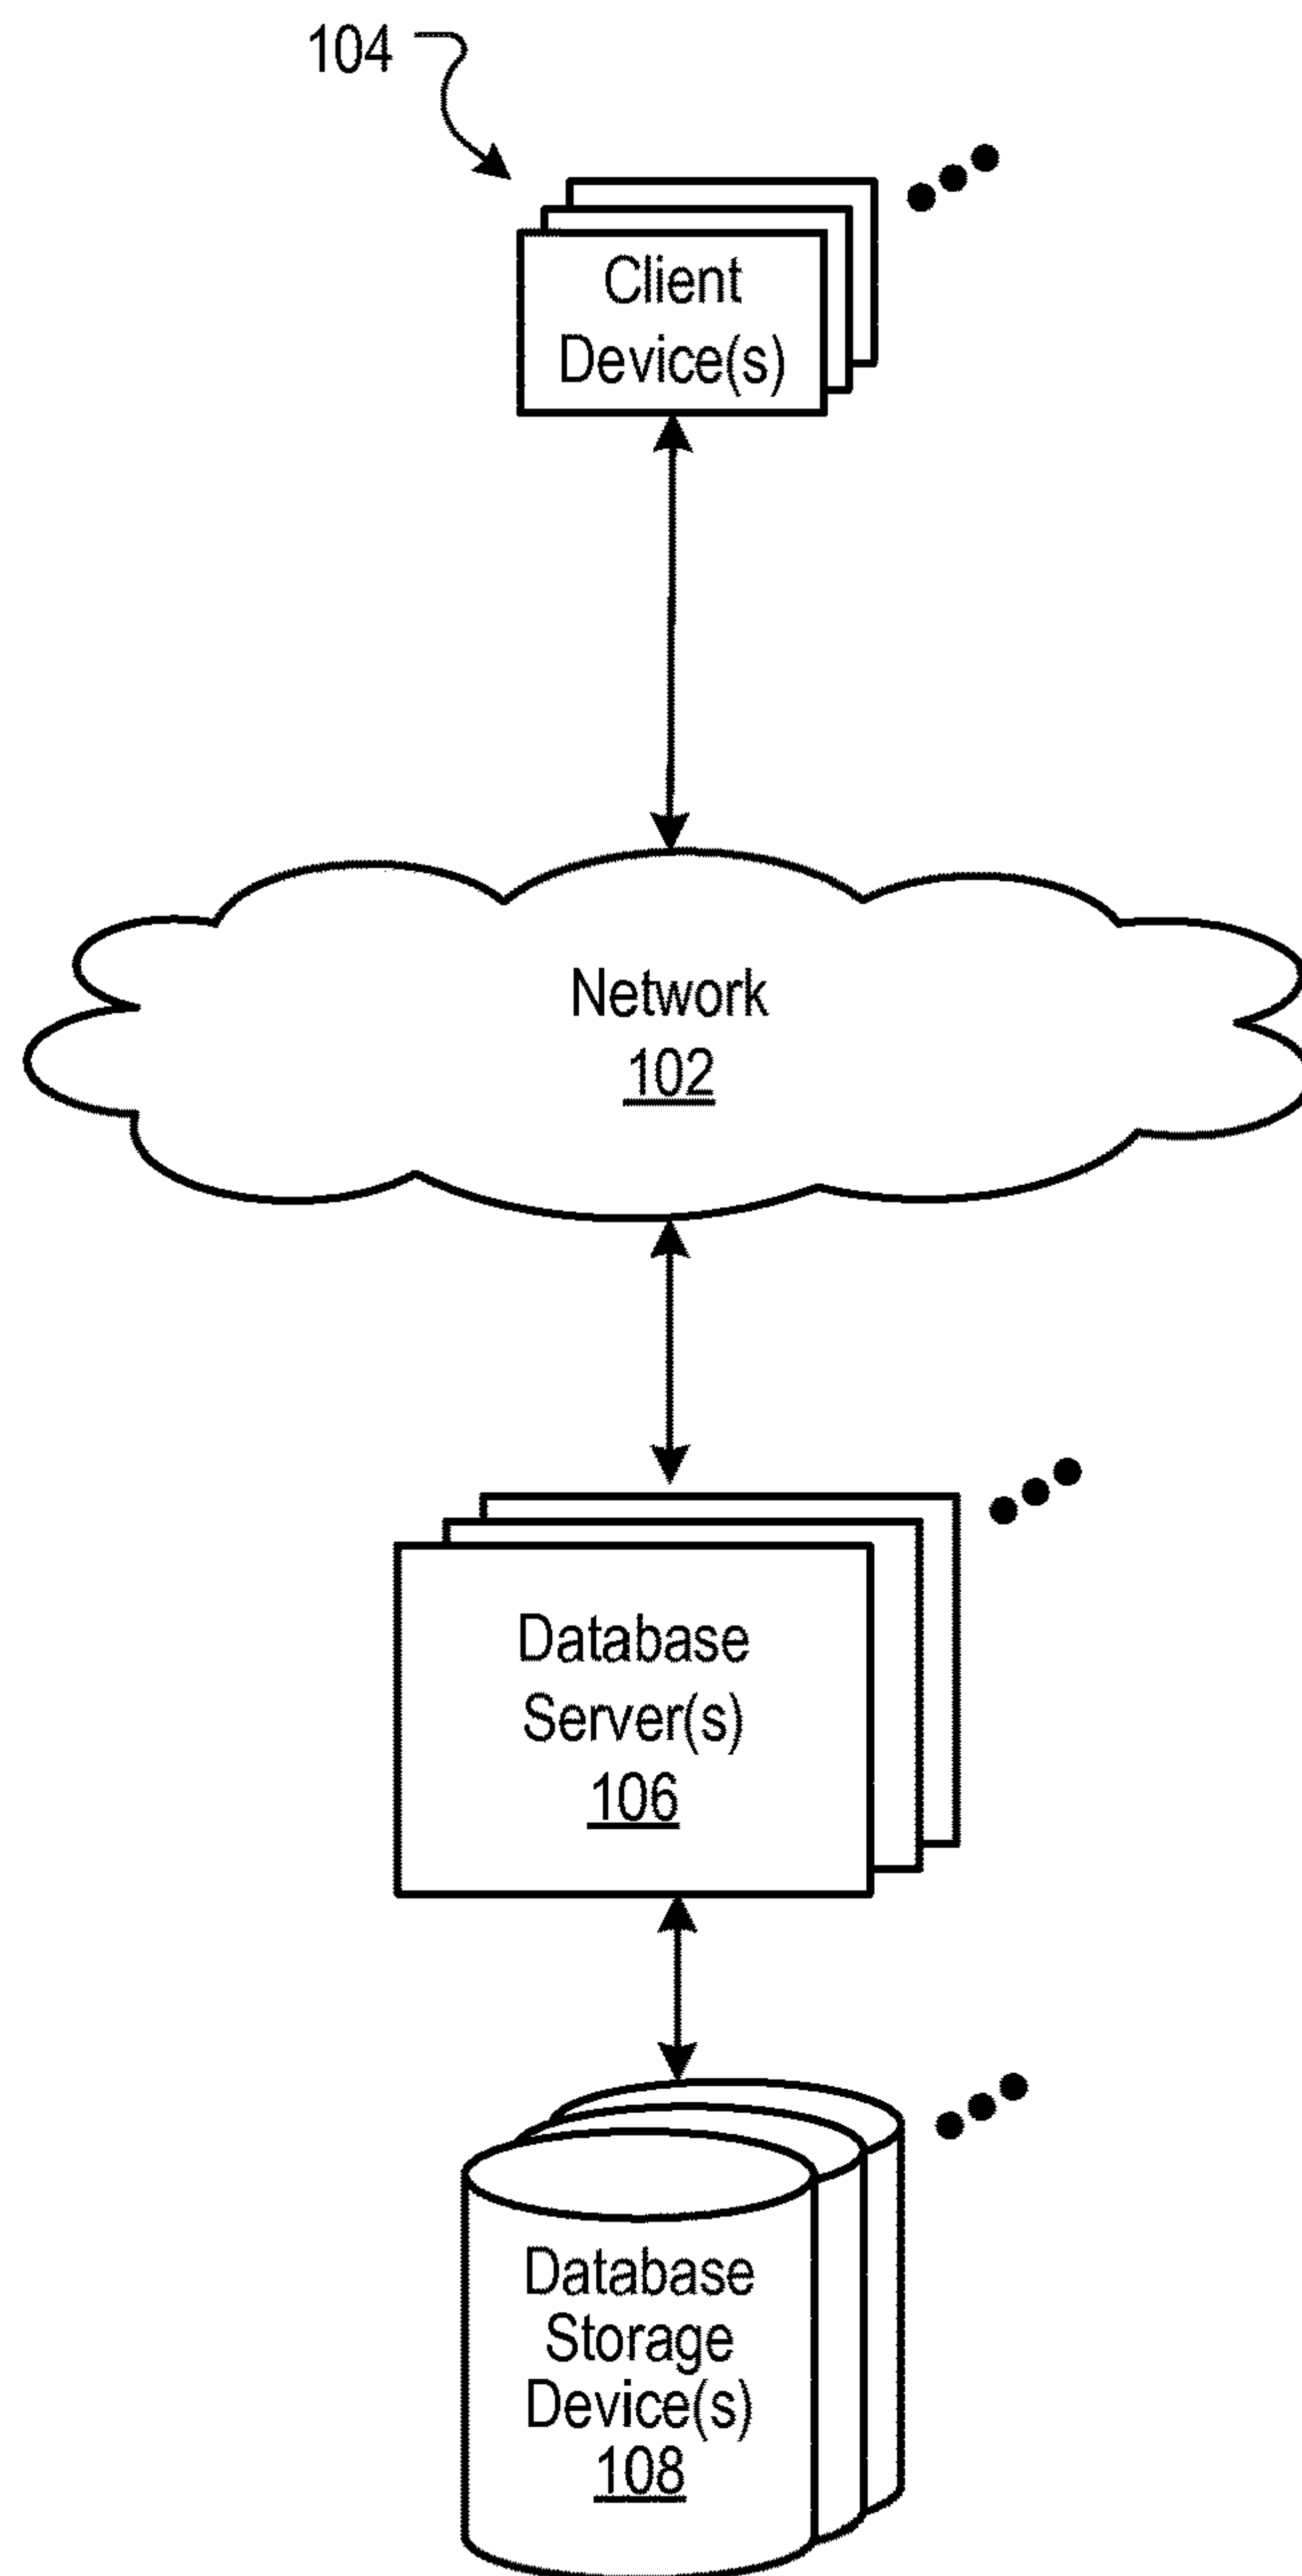 104
Client
Device(s)
Network
102
Database
Server(s)
106
Database
Storage
Device(s)
108